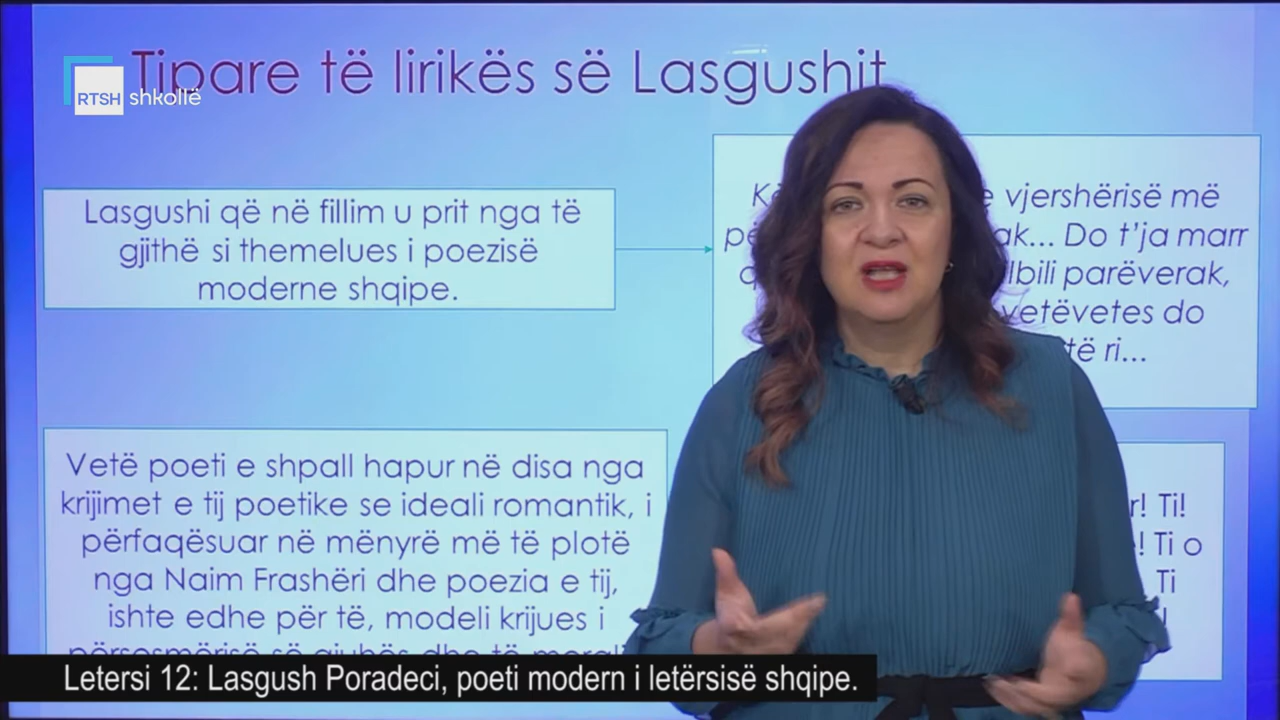 Tipare të lirikës së Lasgushit
RTSH shkollë
Lasgushi që në fillim u prit nga të
gjithë si themelues i poezisë
moderne shqipe.
vjershërisë më
Do t'ja marr
parëverak,
vetëvetes do
të ri...
Vetë poeti e shpall hapur në disa nga
krijimet e tij poetike se ideali romantik, i
përfaqësuar në mënyrë më të plotë
nga Naim Frashëri dhe poezia e tij,
ishte edhe për të, modeli krijues i
Ti!
Ti o
Ti
Letersi 12: Lasgush Poradeci, poeti modern i letërsisë shqipe.